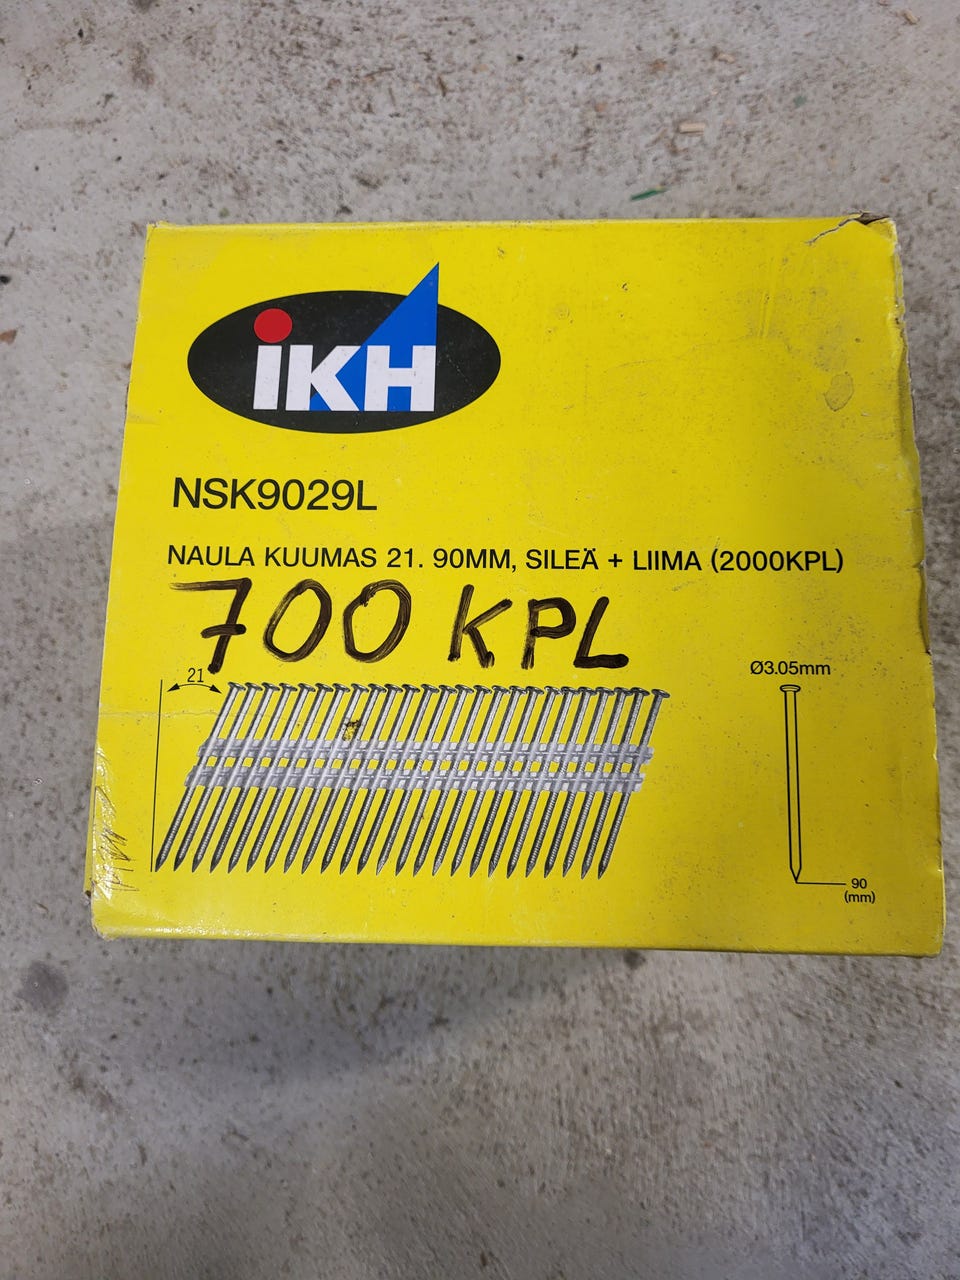 iKH
NSK9029L
NAULA KUUMAS 21. 90MM, SILEÄ + LIIMA (2000KPL)
700 KPL
21
Ø3.05mm
90
(mm)